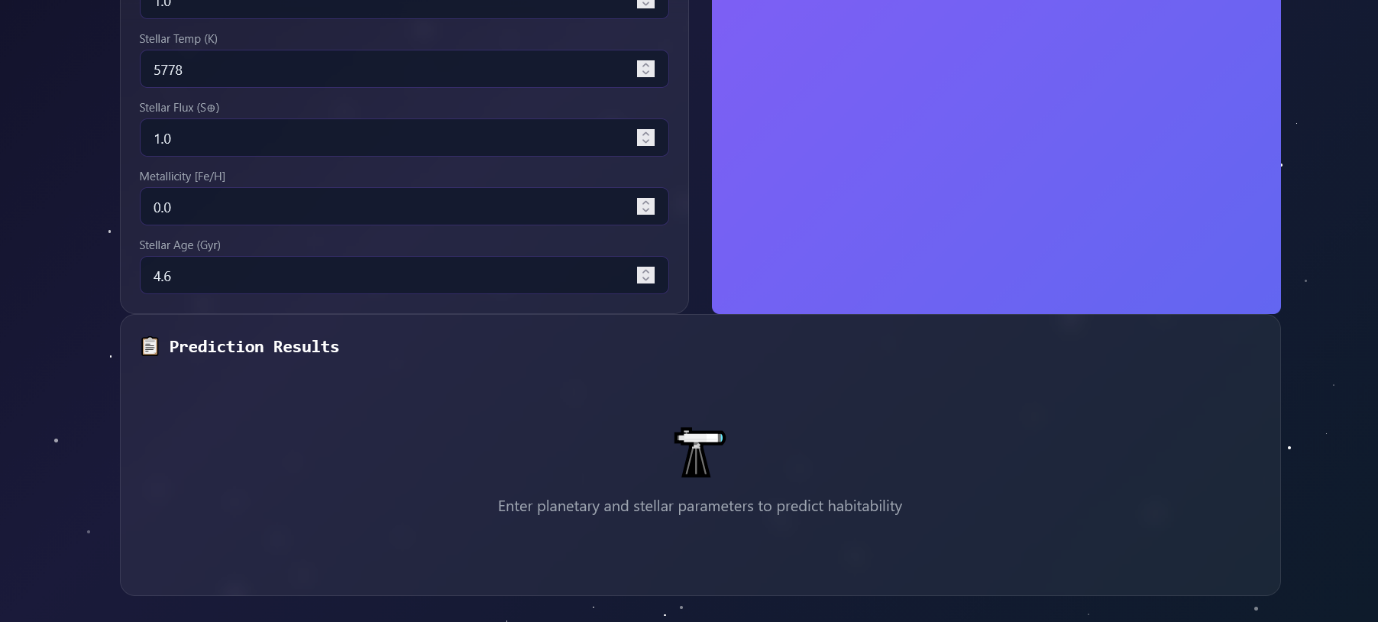 1.0
Stellar Temp (K)
5778
Stellar Flux (S⊕)
1.0
Metallicity [Fe/H]
0.0
Stellar Age (Gyr)
4.6
Prediction Results
Enter planetary and stellar parameters to predict habitability